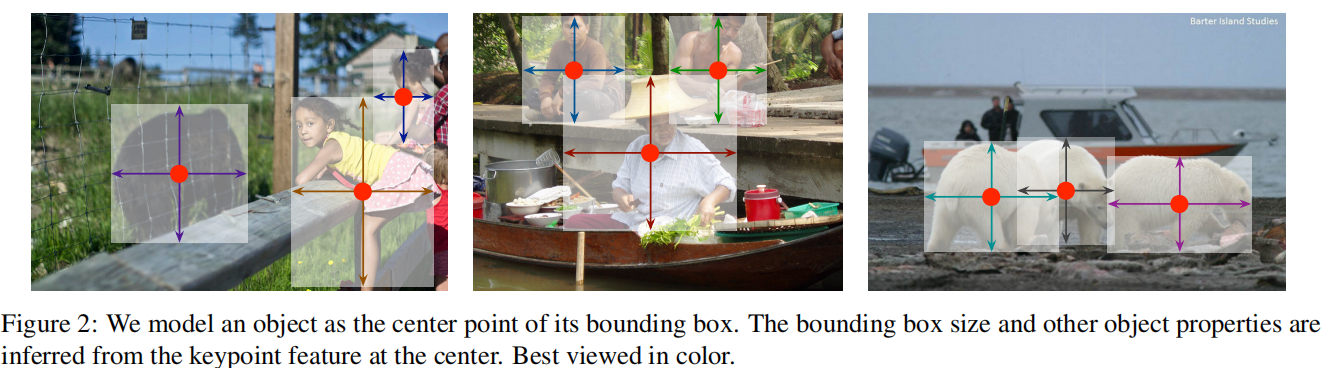 Barter Island Studies
Figure 2: We model an object as the center point of its bounding box. The bounding box size and other object properties are
inferred from the keypoint feature at the center. Best viewed in color.